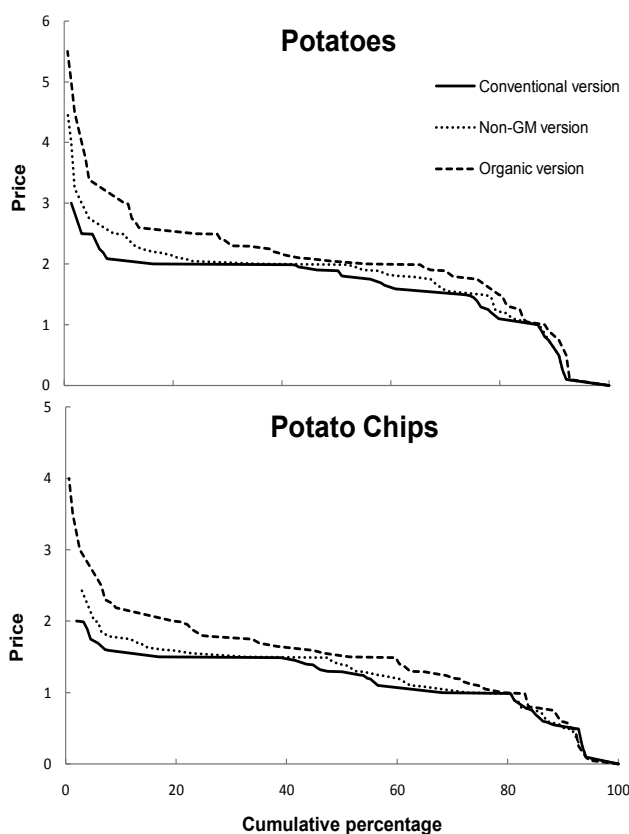 Potatoes
6
5
4
3
2
1
0
Price
Conventional version
Non-GM version
Organic version
Potato Chips
5
4
3
2
1
0
Price
0 20 40 60 80 100
Cumulative percentage